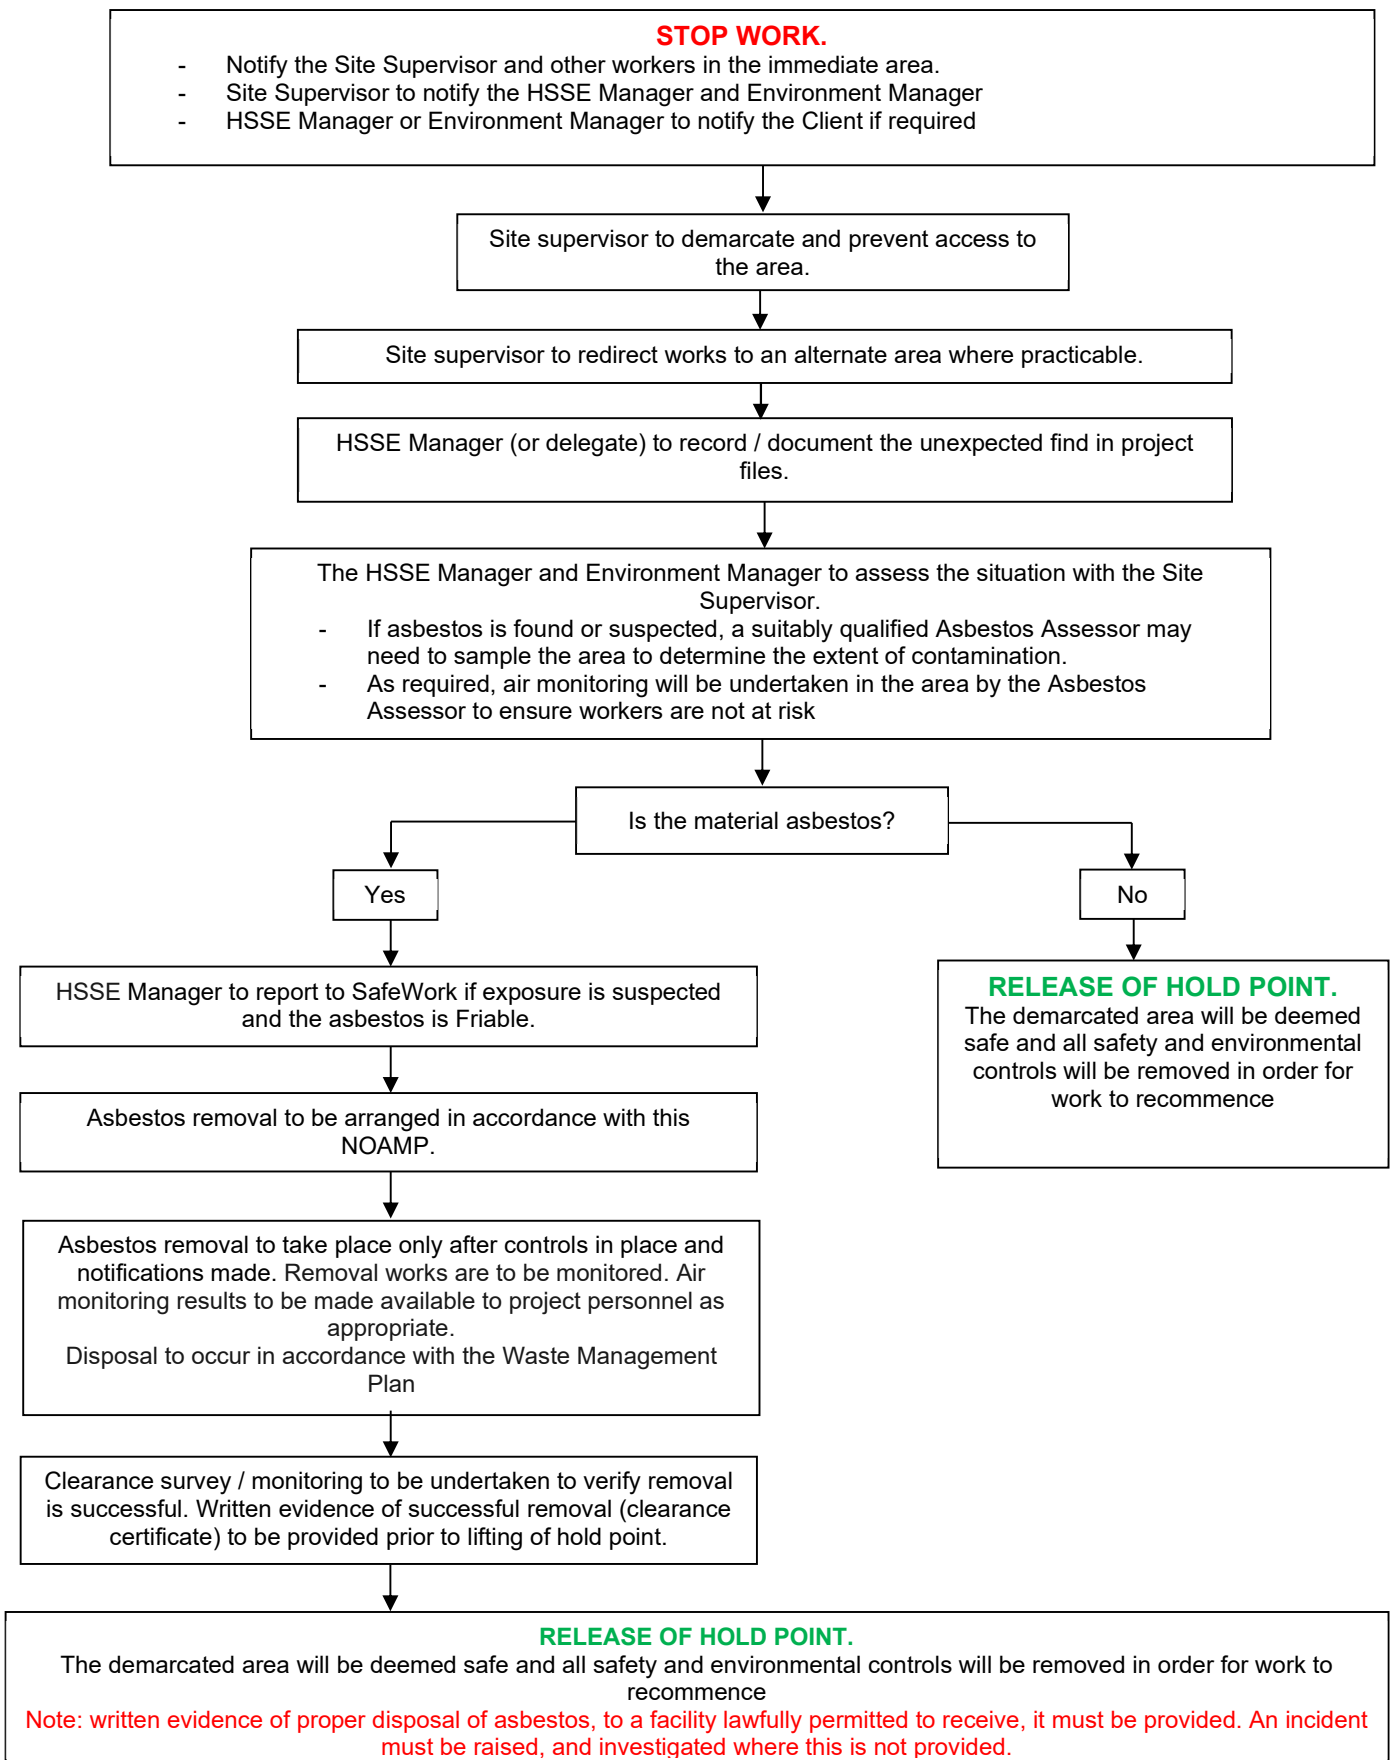 STOP WORK.
- Notify the Site Supervisor and other workers in the immediate area.
- Site Supervisor to notify the HSSE Manager and Environment Manager
- HSSE Manager or Environment Manager to notify the Client if required
Site supervisor to demarcate and prevent access to
the area.
Site supervisor to redirect works to an alternate area where practicable.
HSSE Manager (or delegate) to record / document the unexpected find in project
files.
The HSSE Manager and Environment Manager to assess the situation with the Site
Supervisor.
- If asbestos is found or suspected, a suitably qualified Asbestos Assessor may
need to sample the area to determine the extent of contamination.
- As required, air monitoring will be undertaken in the area by the Asbestos
Assessor to ensure workers are not at risk
Is the material asbestos?
Yes
No
HSSE Manager to report to SafeWork if exposure is suspected
and the asbestos is Friable.
RELEASE OF HOLD POINT.
The demarcated area will be deemed
safe and all safety and environmental
controls will be removed in order for
work to recommence
Asbestos removal to be arranged in accordance with this
NOAMP.
Asbestos removal to take place only after controls in place and
notifications made. Removal works are to be monitored. Air
monitoring results to be made available to project personnel as
appropriate.
Disposal to occur in accordance with the Waste Management
Plan
Clearance survey / monitoring to be undertaken to verify removal
is successful. Written evidence of successful removal (clearance
certificate) to be provided prior to lifting of hold point.
RELEASE OF HOLD POINT.
The demarcated area will be deemed safe and all safety and environmental controls will be removed in order for work to
recommence
Note: written evidence of proper disposal of asbestos, to a facility lawfully permitted to receive, it must be provided. An incident
must be raised, and investigated where this is not provided.